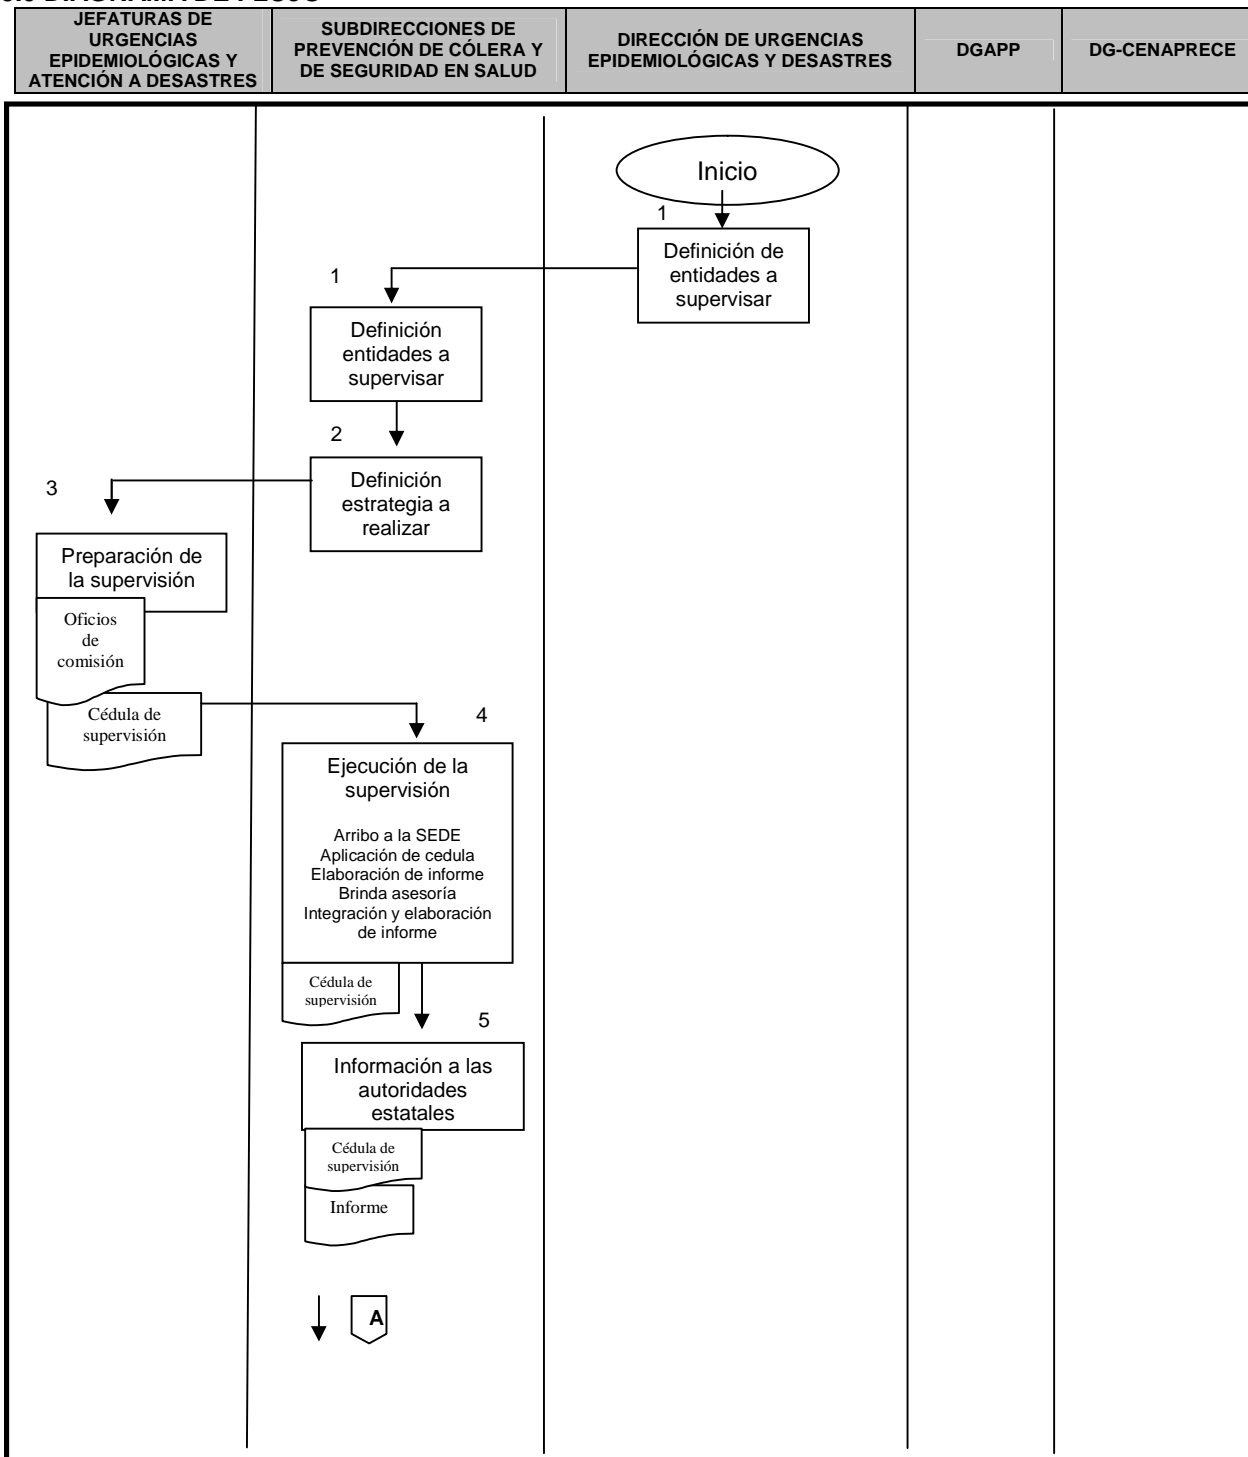 JEFATURAS DE
URGENCIAS
EPIDEMIOLÓGICAS Y
ATENCIÓN A DESASTRES
SUBDIRECCIONES DE
PREVENCIÓN DE CÓLERA Y
DE SEGURIDAD EN SALUD
DIRECCIÓN DE URGENCIAS
EPIDEMIOLÓGICAS Y DESASTRES
DGAPP
DG-CENAPRECE
Inicio
1
Definición de
entidades a
supervisar
1
Definición
entidades a
supervisar
2
Definición
estrategia a
realizar
3
Preparación de
la supervisión
Oficios
de
comisión
Cédula de
supervisión
4
Ejecución de la
supervisión
Arribo a la SEDE
Aplicación de cedula
Elaboración de informe
Brinda asesoría
Integración y elaboración
de informe
Cédula de
supervisión
5
Información a las
autoridades
estatales
Cédula de
supervisión
Informe
A